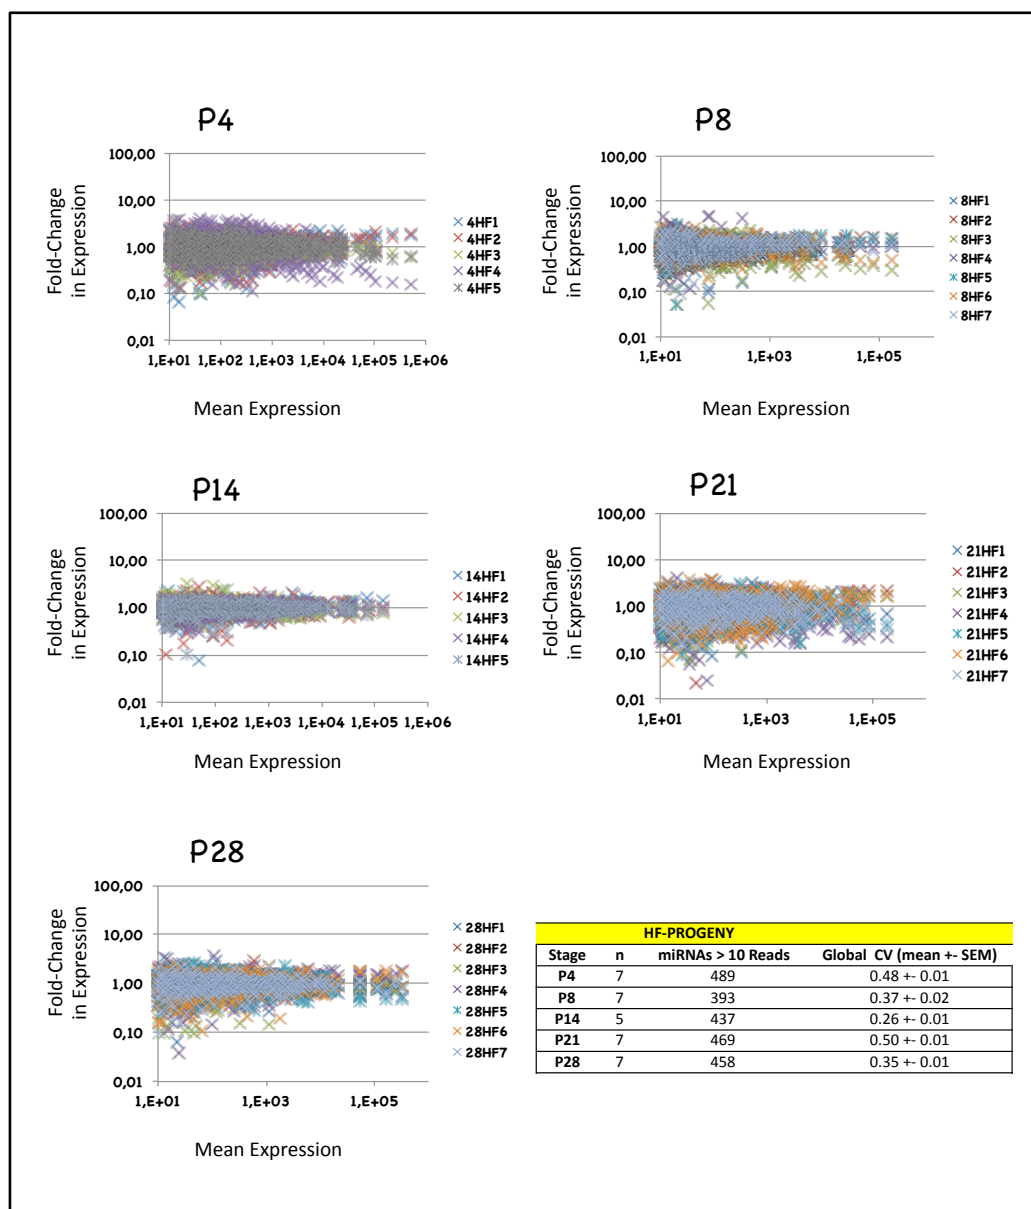 P4
100,00
10,00
1,00
0,10
0,01
Fold-Change
in Expression
1,E+01 1,E+02 1,E+03 1,E+04 1,E+05 1,E+06
Mean Expression
4HF1
4HF2
4HF3
4HF4
4HF5
P8
100,00
10,00
1,00
0,10
0,01
Fold-Change
in Expression
1,E+01 1,E+03 1,E+05
Mean Expression
8HF1
8HF2
8HF3
8HF4
8HF5
8HF6
8HF7
P14
100,00
10,00
1,00
0,10
0,01
Fold-Change
in Expression
1,E+01 1,E+02 1,E+03 1,E+04 1,E+05 1,E+06
Mean Expression
14HF1
14HF2
14HF3
14HF4
14HF5
P21
100,00
10,00
1,00
0,10
0,01
Fold-Change
in Expression
1,E+01 1,E+03 1,E+05
Mean Expression
21HF1
21HF2
21HF3
21HF4
21HF5
21HF6
21HF7
P28
100,00
10,00
1,00
0,10
0,01
Fold-Change
in Expression
1,E+01 1,E+03 1,E+05
Mean Expression
28HF1
28HF2
28HF3
28HF4
28HF5
28HF6
28HF7
HF-PROGENY
Stage n miRNAs > 10 Reads Global CV (mean +- SEM)
P4 7 489 0.48 +- 0.01
P8 7 393 0.37 +- 0.02
P14 5 437 0.26 +- 0.01
P21 7 469 0.50 +- 0.01
P28 7 458 0.35 +- 0.01